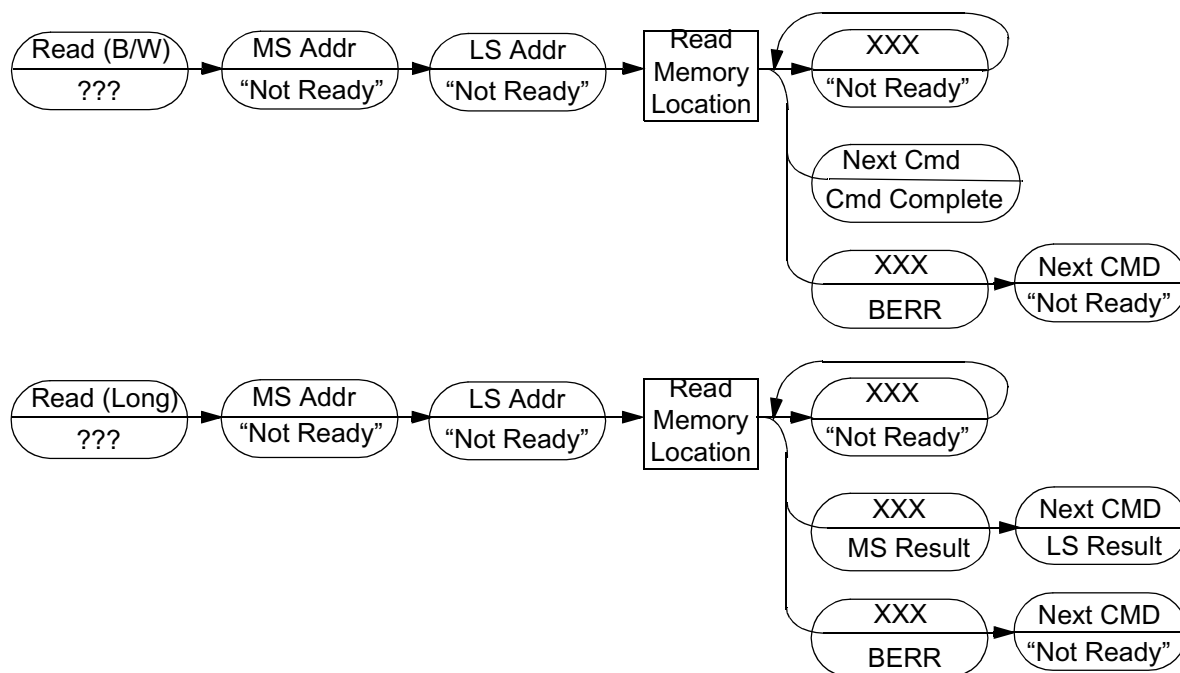 Read (B/W)
???
MS Addr
“Not Ready”
LS Addr
“Not Ready”
Read
Memory
Location
XXX
“Not Ready”
Next Cmd
Cmd Complete
XXX
BERR
Next CMD
“Not Ready”
Read (Long)
???
MS Addr
“Not Ready”
LS Addr
“Not Ready”
Read
Memory
Location
XXX
“Not Ready”
XXX
MS Result
Next CMD
LS Result
XXX
BERR
Next CMD
“Not Ready”